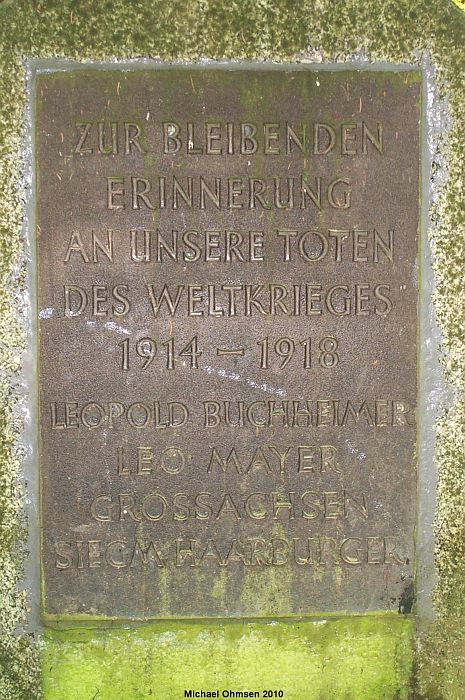 ZUR BLEIBENDEN
ERINNERUNG
AN UNSERE TOTEN
DES WELTKRIEGES
1914 – 1918
LEOPOLD BUCHHEIMER
LEO MAYER
GROSSACHSEN
SIEGM HAARBURGER
Michael Ohmsen 2010